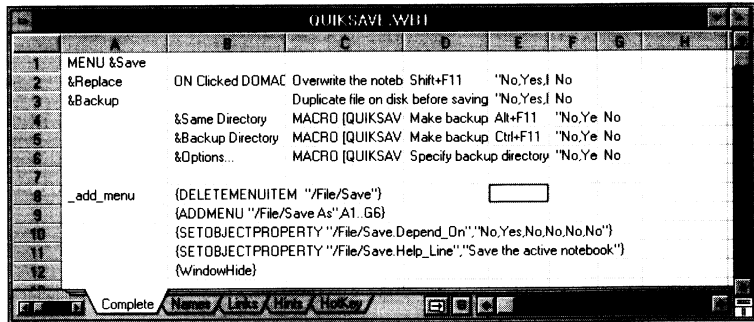 QUIKSAVE.WB1
A B C D E F G H
1 MENU &Save
2 &Replace ON Clicked DOMAC Overwrite the noteb Shift+F11 "No,Yes,I No
3 &Backup Duplicate file on disk before saving "No,Yes,I No
4 &Same Directory MACRO [QUIKSAV Make backup Alt+F11 "No,Ye No
5 &Backup Directory MACRO [QUIKSAV Make backup Ctrl+F11 "No,Ye No
6 &Options... MACRO [QUIKSAV Specify backup directory "No,Ye No
7
8 _add_menu {DELETEMENUITEM "/File/Save"}
9 {ADDMENU "/File/Save As",A1..G6}
10 {SETOBJECTPROPERTY "/File/Save.Depend_On","No,Yes,No,No,No,No"}
11 {SETOBJECTPROPERTY "/File/Save.Help_Line","Save the active notebook"}
12 {WindowHide}
Complete Names Links Hints HotKey